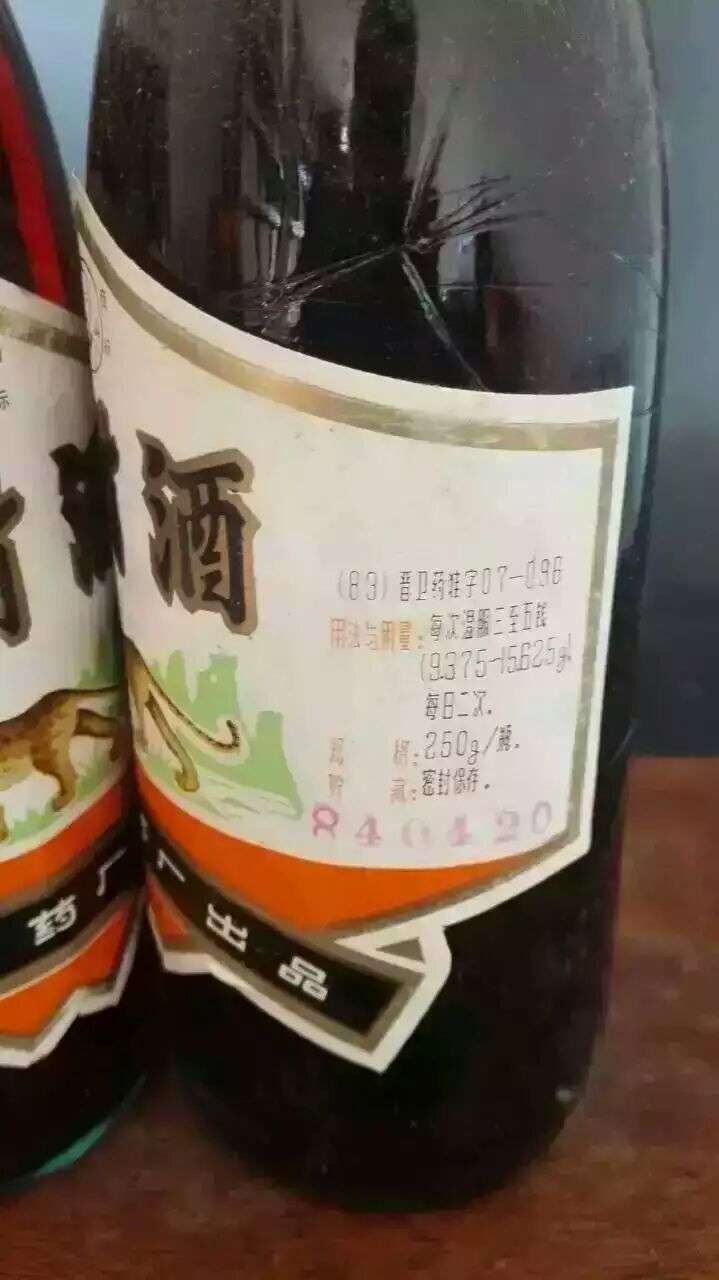 酒
(83)晋卫药准字07-096
用法与用量:每次温服三至五钱
(9.375-15.625g)
每日二次.
规 格:250g/瓶.
贮 藏:密封保存.
840420
药厂
厂出品